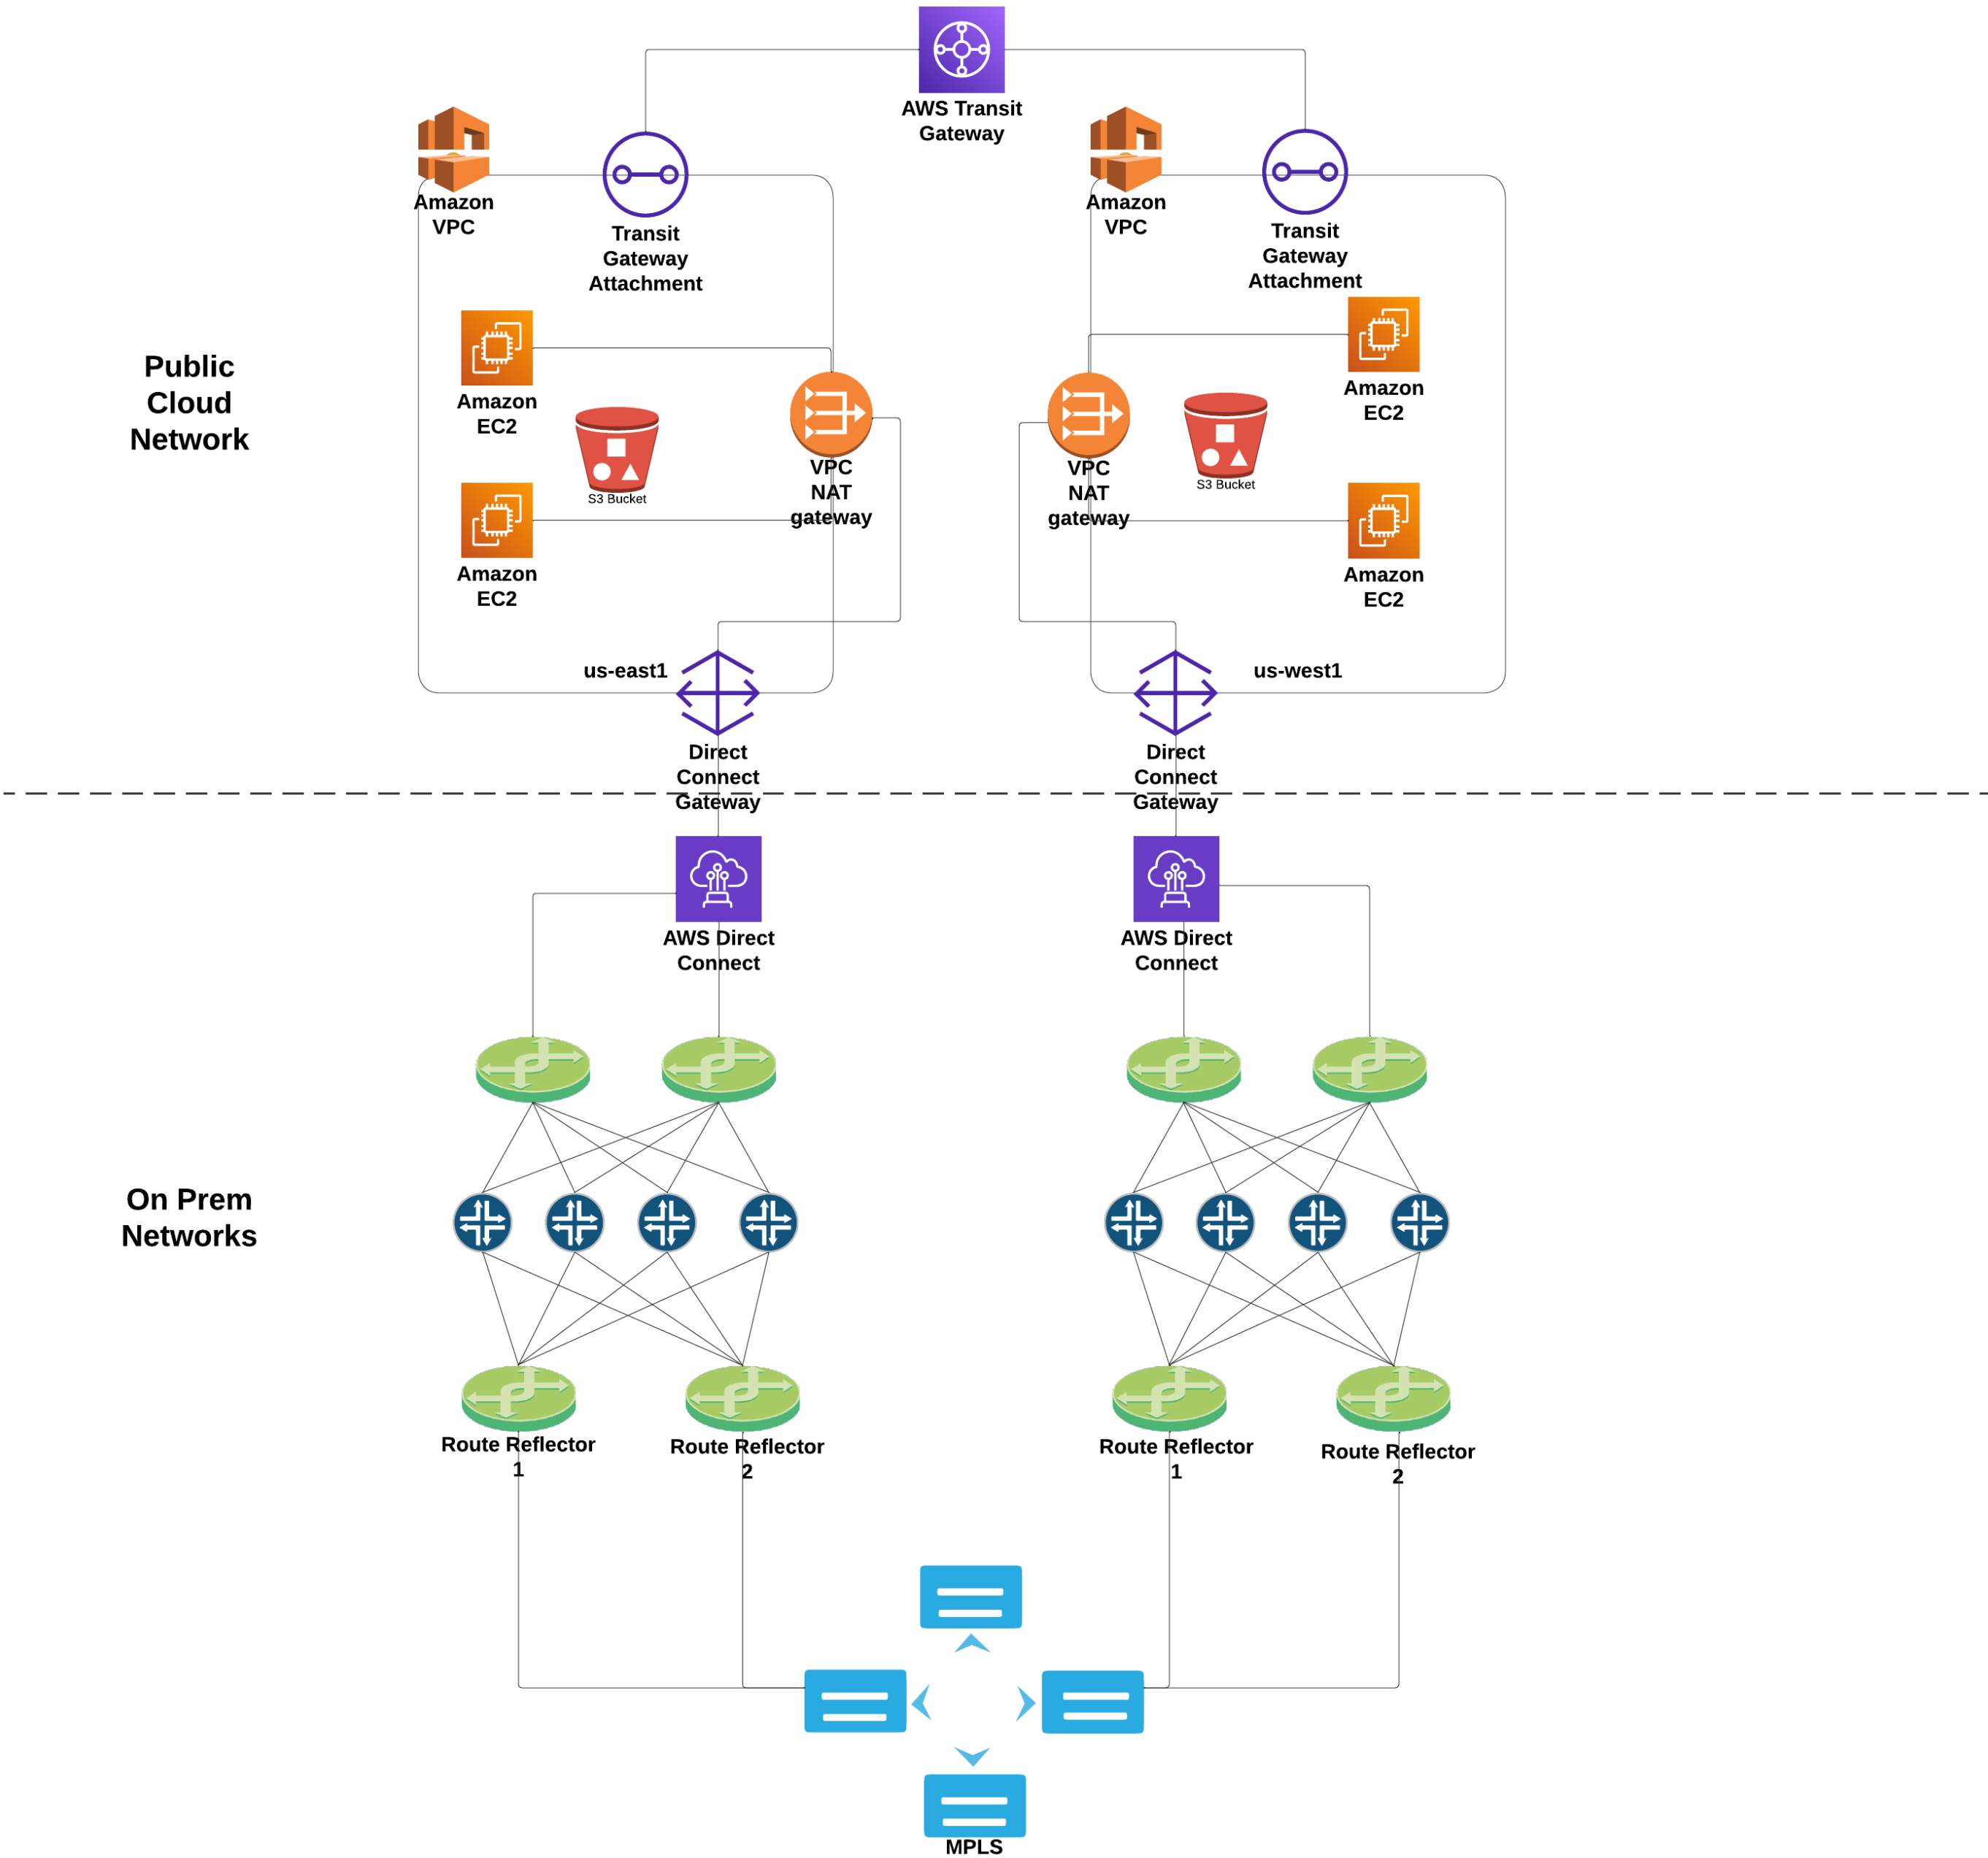 AWS Transit
Gateway
Amazon
VPC
Transit
Gateway
Attachment
Amazon
VPC
Transit
Gateway
Attachment
Public
Cloud
Network
Amazon
EC2
S3 Bucket
VPC
NAT
gateway
Amazon
EC2
VPC
NAT
gateway
S3 Bucket
Amazon
EC2
Amazon
EC2
us-east1
us-west1
Direct
Connect
Gateway
Direct
Connect
Gateway
AWS Direct
Connect
AWS Direct
Connect
On Prem
Networks
Route Reflector
1
Route Reflector
2
Route Reflector
1
Route Reflector
2
MPLS